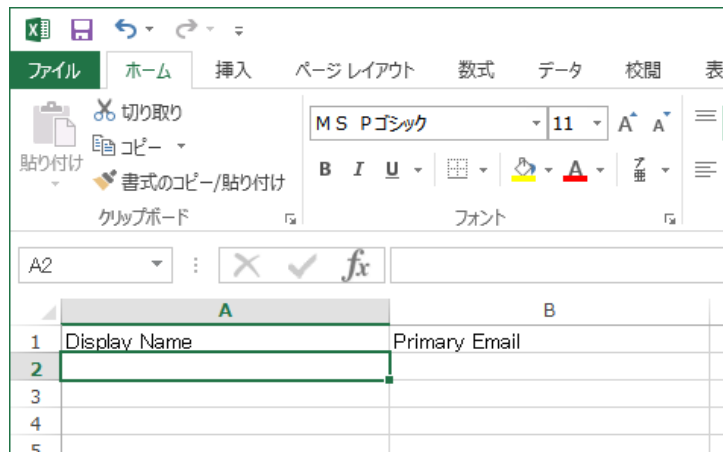 ファイル ホーム 挿入 ページ レイアウト 数式 データ 校閲 表
切り取り
コピー
書式のコピー/貼り付け
貼り付け
クリップボード
ＭＳ Ｐゴシック 11 A A
B I U A ア亜
フォント
A2 fx
A B
1 Display Name Primary Email
2
3
4
5